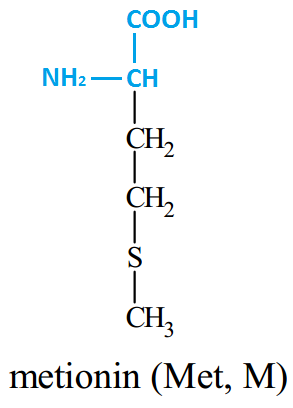 COOH
NH₂—CH
CH₂
CH₂
S
CH₃
metionin (Met, M)